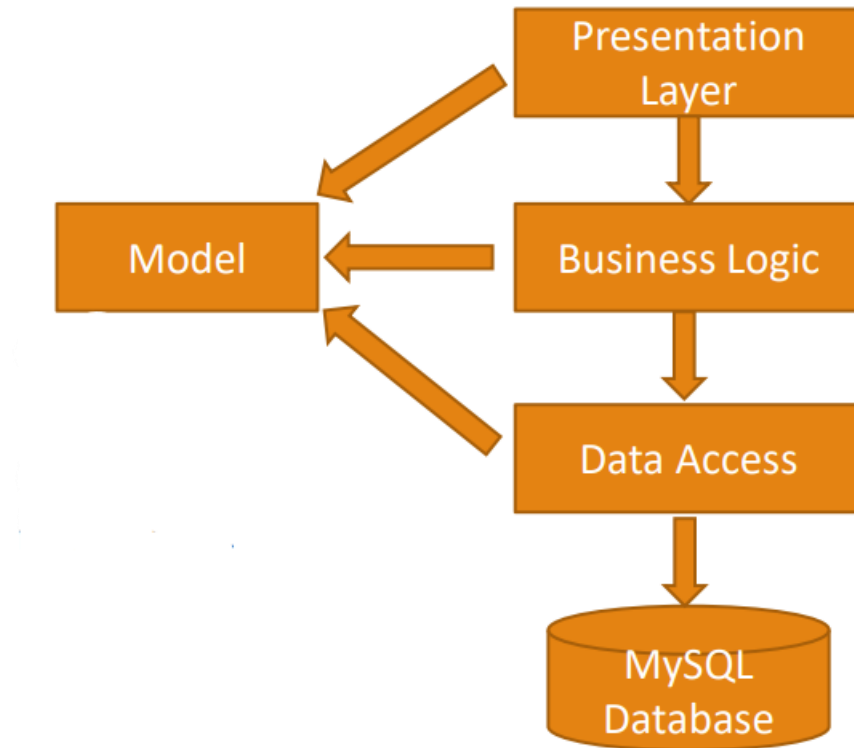 Presentation
Layer
Model
Business Logic
Data Access
MySQL
Database